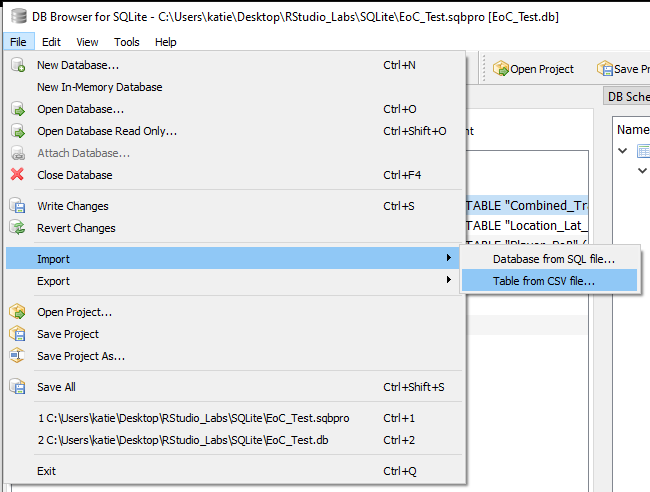 DB Browser for SQLite - C:\Users\katie\Desktop\RStudio_Labs\SQLite\EoC_Test.sqbpro [EoC_Test.db]
File Edit View Tools Help
New Database... Ctrl+N
New In-Memory Database
Open Database... Ctrl+O
Open Database Read Only... Ctrl+Shift+O
Attach Database...
Close Database Ctrl+F4
Write Changes Ctrl+S
Revert Changes
Import
Export
Open Project...
Save Project
Save Project As...
Save All Ctrl+Shift+S
1 C:\Users\katie\Desktop\RStudio_Labs\SQLite\EoC_Test.sqbpro Ctrl+1
2 C:\Users\katie\Desktop\RStudio_Labs\SQLite\EoC_Test.db Ctrl+2
Exit Ctrl+Q
Database from SQL file...
Table from CSV file...
Open Project Save Pr
DB Sche
Name
nt
TABLE "Combined_Tr
TABLE "Location_Lat_